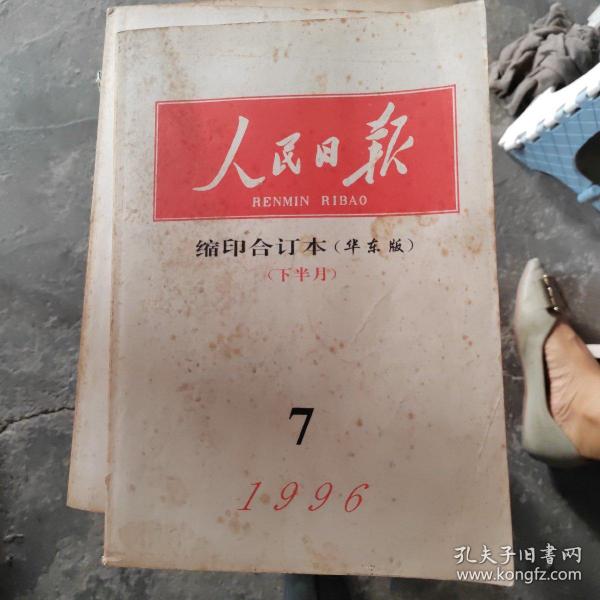 人民日报
RENMIN RIBAO
缩印合订本(华东版)
(下半月)
7
1996
孔夫子旧书网
www.kongfz.com